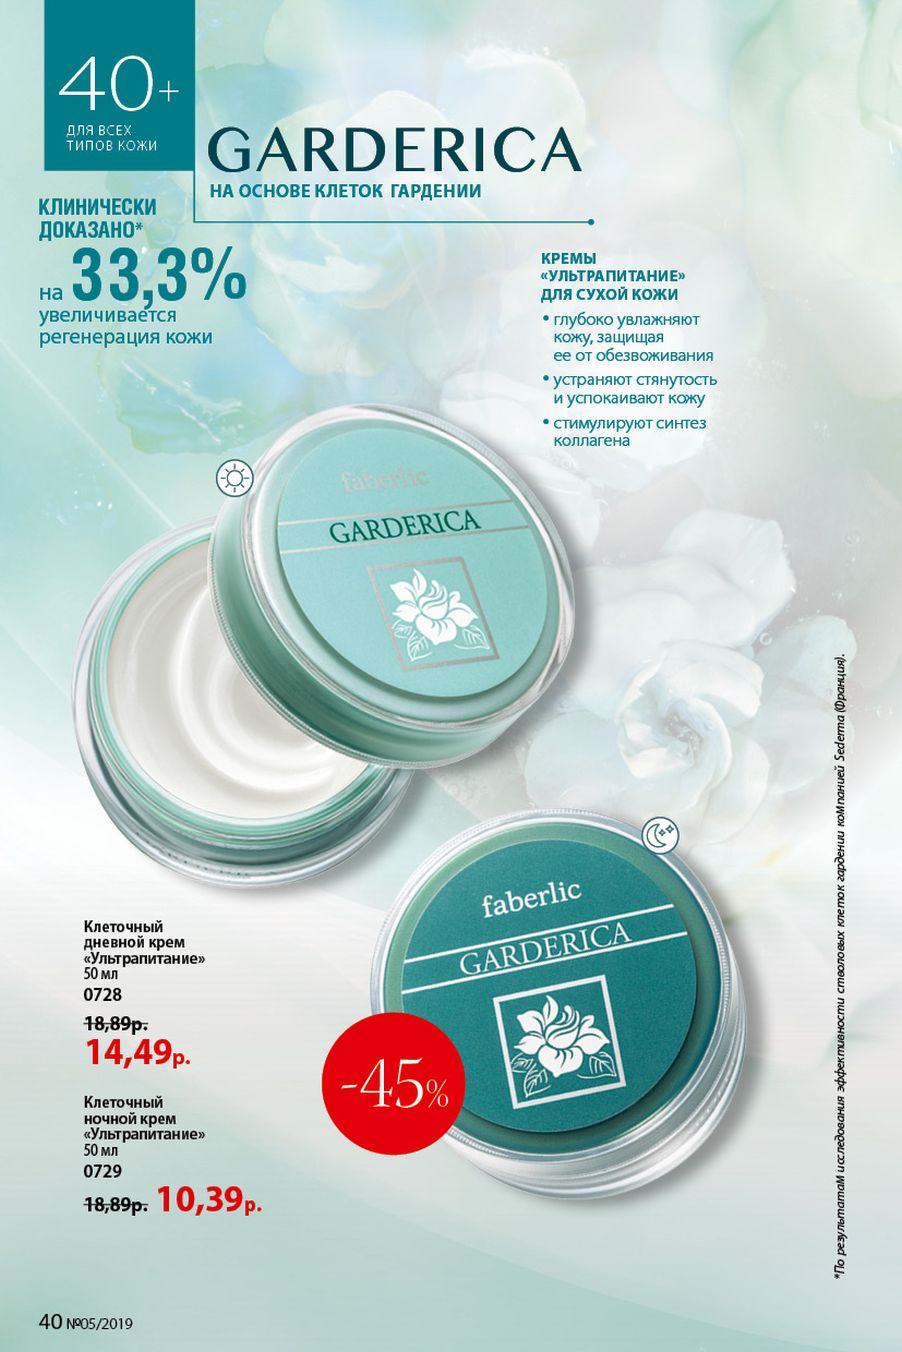 40+
ДЛЯ ВСЕХ
ТИПОВ КОЖИ
GARDERICA
НА ОСНОВЕ КЛЕТОК ГАРДЕНИИ
КЛИНИЧЕСКИ
ДОКАЗАНО*
на 33,3%
увеличивается
регенерация кожи
КРЕМЫ
«УЛЬТРАПИТАНИЕ»
ДЛЯ СУХОЙ КОЖИ
• глубоко увлажняют
кожу, защищая
ее от обезвоживания
• устраняют стянутость
и успокаивают кожу
• стимулируют синтез
коллагена
faberlic
GARDERICA
faberlic
GARDERICA
Клеточный
дневной крем
«Ультрапитание»
50 мл
0728
18,89р.
14,49р.
-45%
Клеточный
ночной крем
«Ультрапитание»
50 мл
0729
18,89р. 10,39р.
*По результатам исследования эффективности стволовых клеток гардении компанией Sederma (Франция).
40 №05/2019